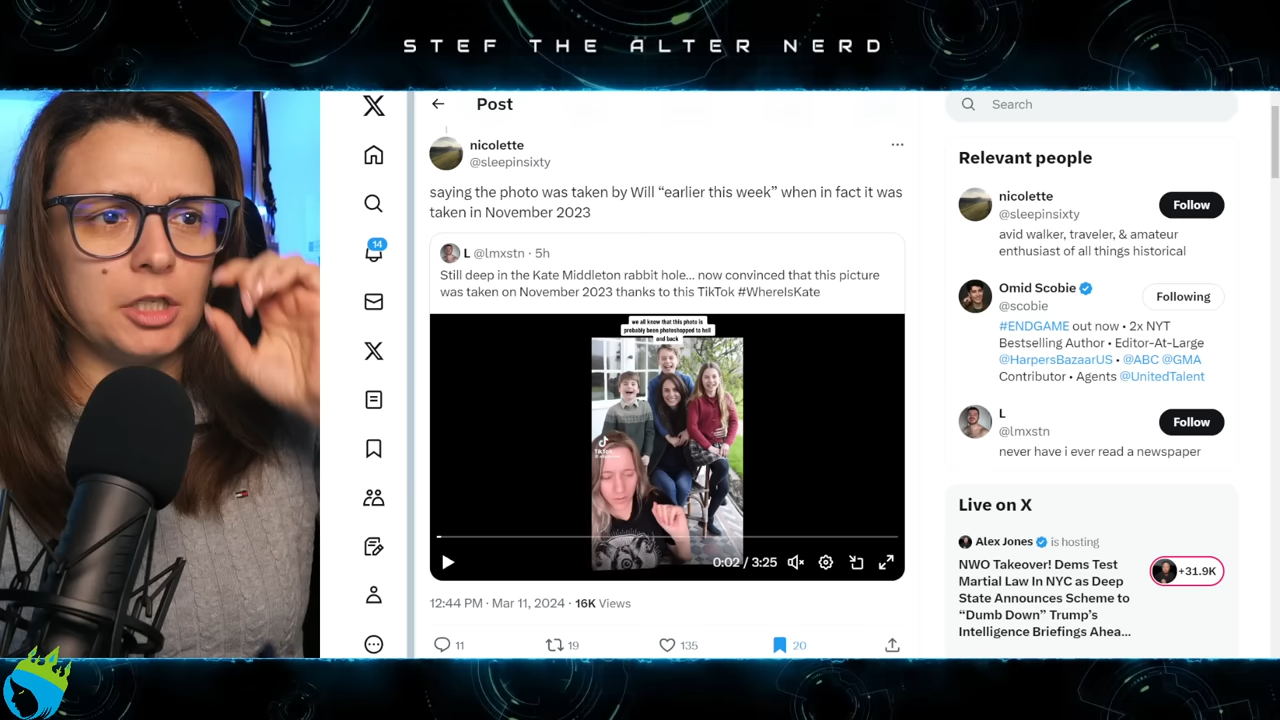 STEF THE ALTER NERD
Post
nicolette
@sleepinsixty
saying the photo was taken by Will “earlier this week” when in fact it was
taken in November 2023
L @lmxstn · 5h
Still deep in the Kate Middleton rabbit hole... now convinced that this picture
was taken on November 2023 thanks to this TikTok #WhereIsKate
we all know that this photo is
probably been photoshopped to hell
and back
TikTok
0:02 / 3:25
12:44 PM · Mar 11, 2024 · 16K Views
11
19
135
20
14
Search
Relevant people
nicolette
@sleepinsixty
Follow
avid walker, traveler, & amateur
enthusiast of all things historical
Omid Scobie
@scobie
Following
#ENDGAME out now • 2x NYT
Bestselling Author • Editor-At-Large
@HarpersBazaarUS • @ABC @GMA
Contributor • Agents @UnitedTalent
L
@lmxstn
Follow
never have i ever read a newspaper
Live on X
Alex Jones is hosting
NWO Takeover! Dems Test
Martial Law In NYC as Deep
State Announces Scheme to
“Dumb Down” Trump’s
Intelligence Briefings Ahea...
+31.9K